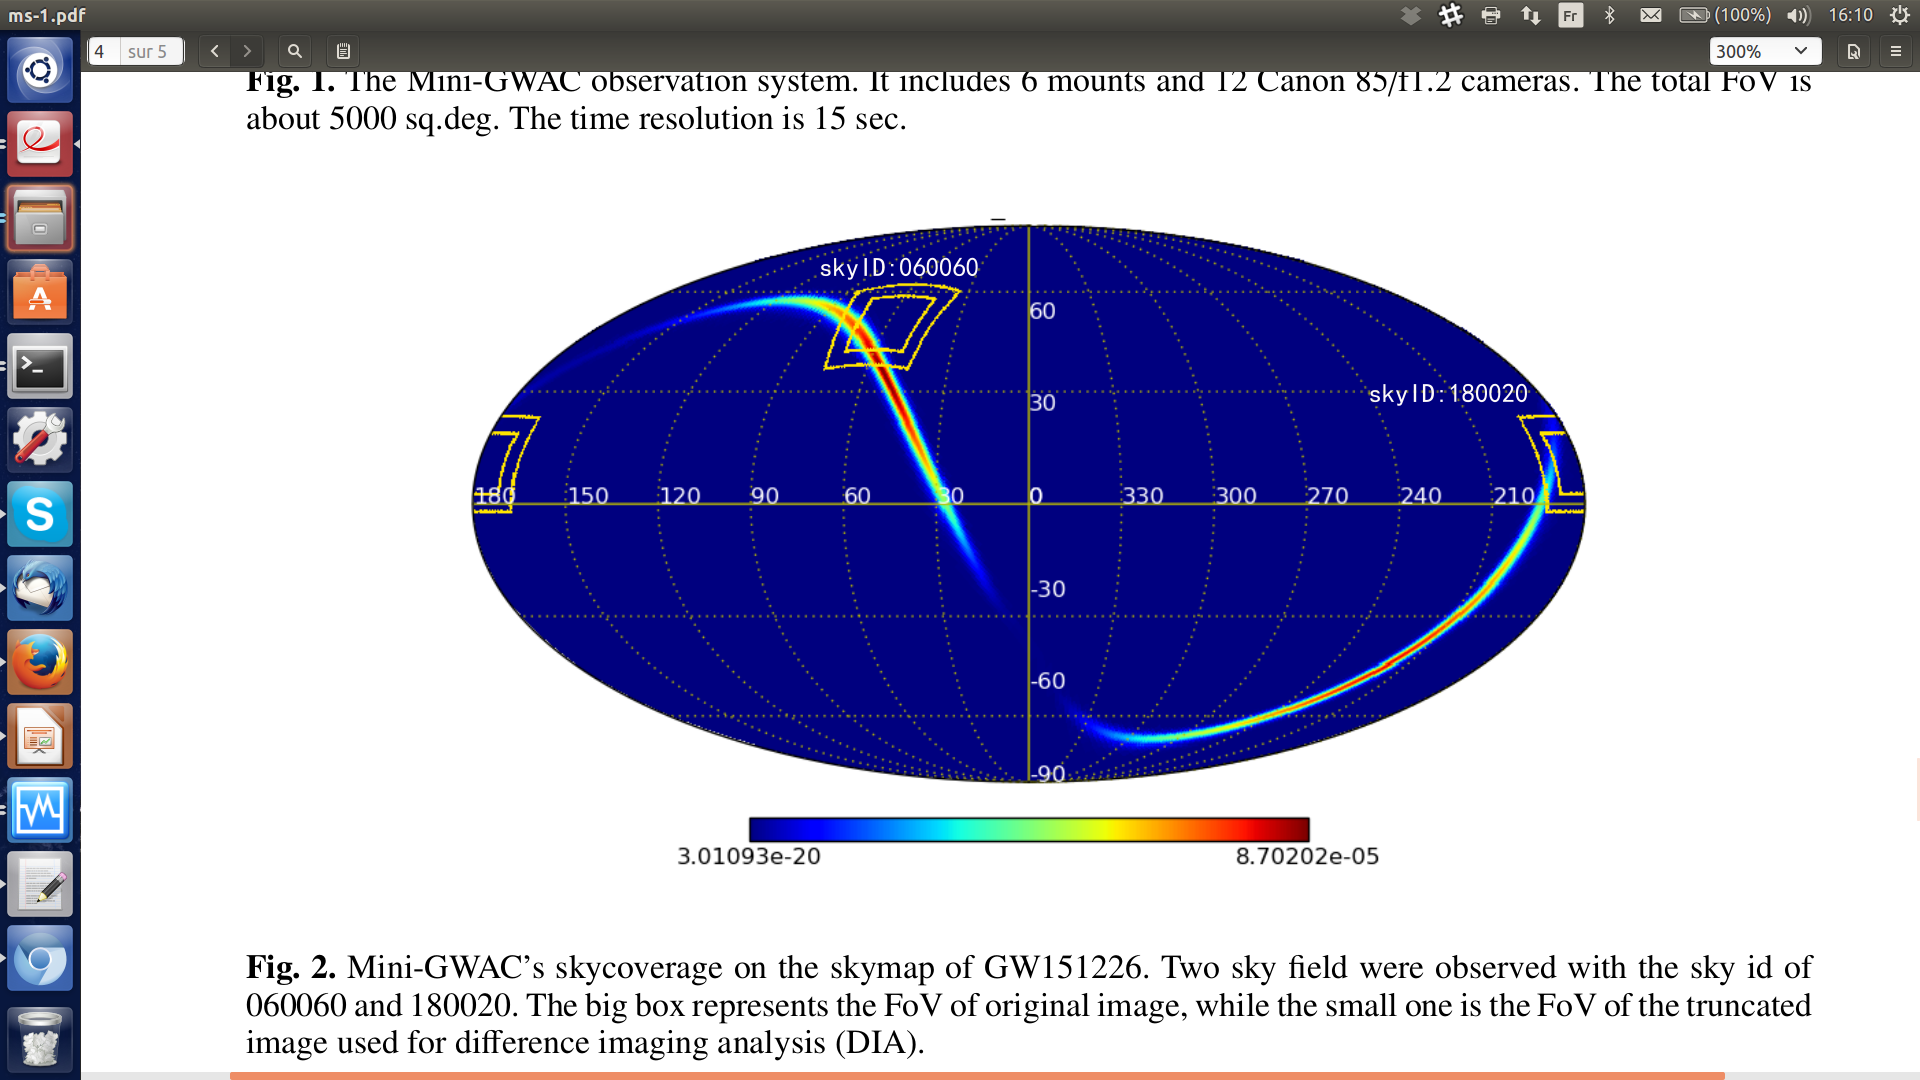 ms-1.pdf
Fr
(100%)
16:10
4
sur 5
300%
Fig. 1. The Mini-GWAC observation system. It includes 6 mounts and 12 Canon 85/f1.2 cameras. The total FoV is
about 5000 sq.deg. The time resolution is 15 sec.
skyID:060060
60
skyID:180020
30
180 150 120 90 60 30 0 330 300 270 240 210
-30
-60
-90
3.01093e-20 8.70202e-05
Fig. 2. Mini-GWAC's skycoverage on the skymap of GW151226. Two sky field were observed with the sky id of
060060 and 180020. The big box represents the FoV of original image, while the small one is the FoV of the truncated
image used for difference imaging analysis (DIA).